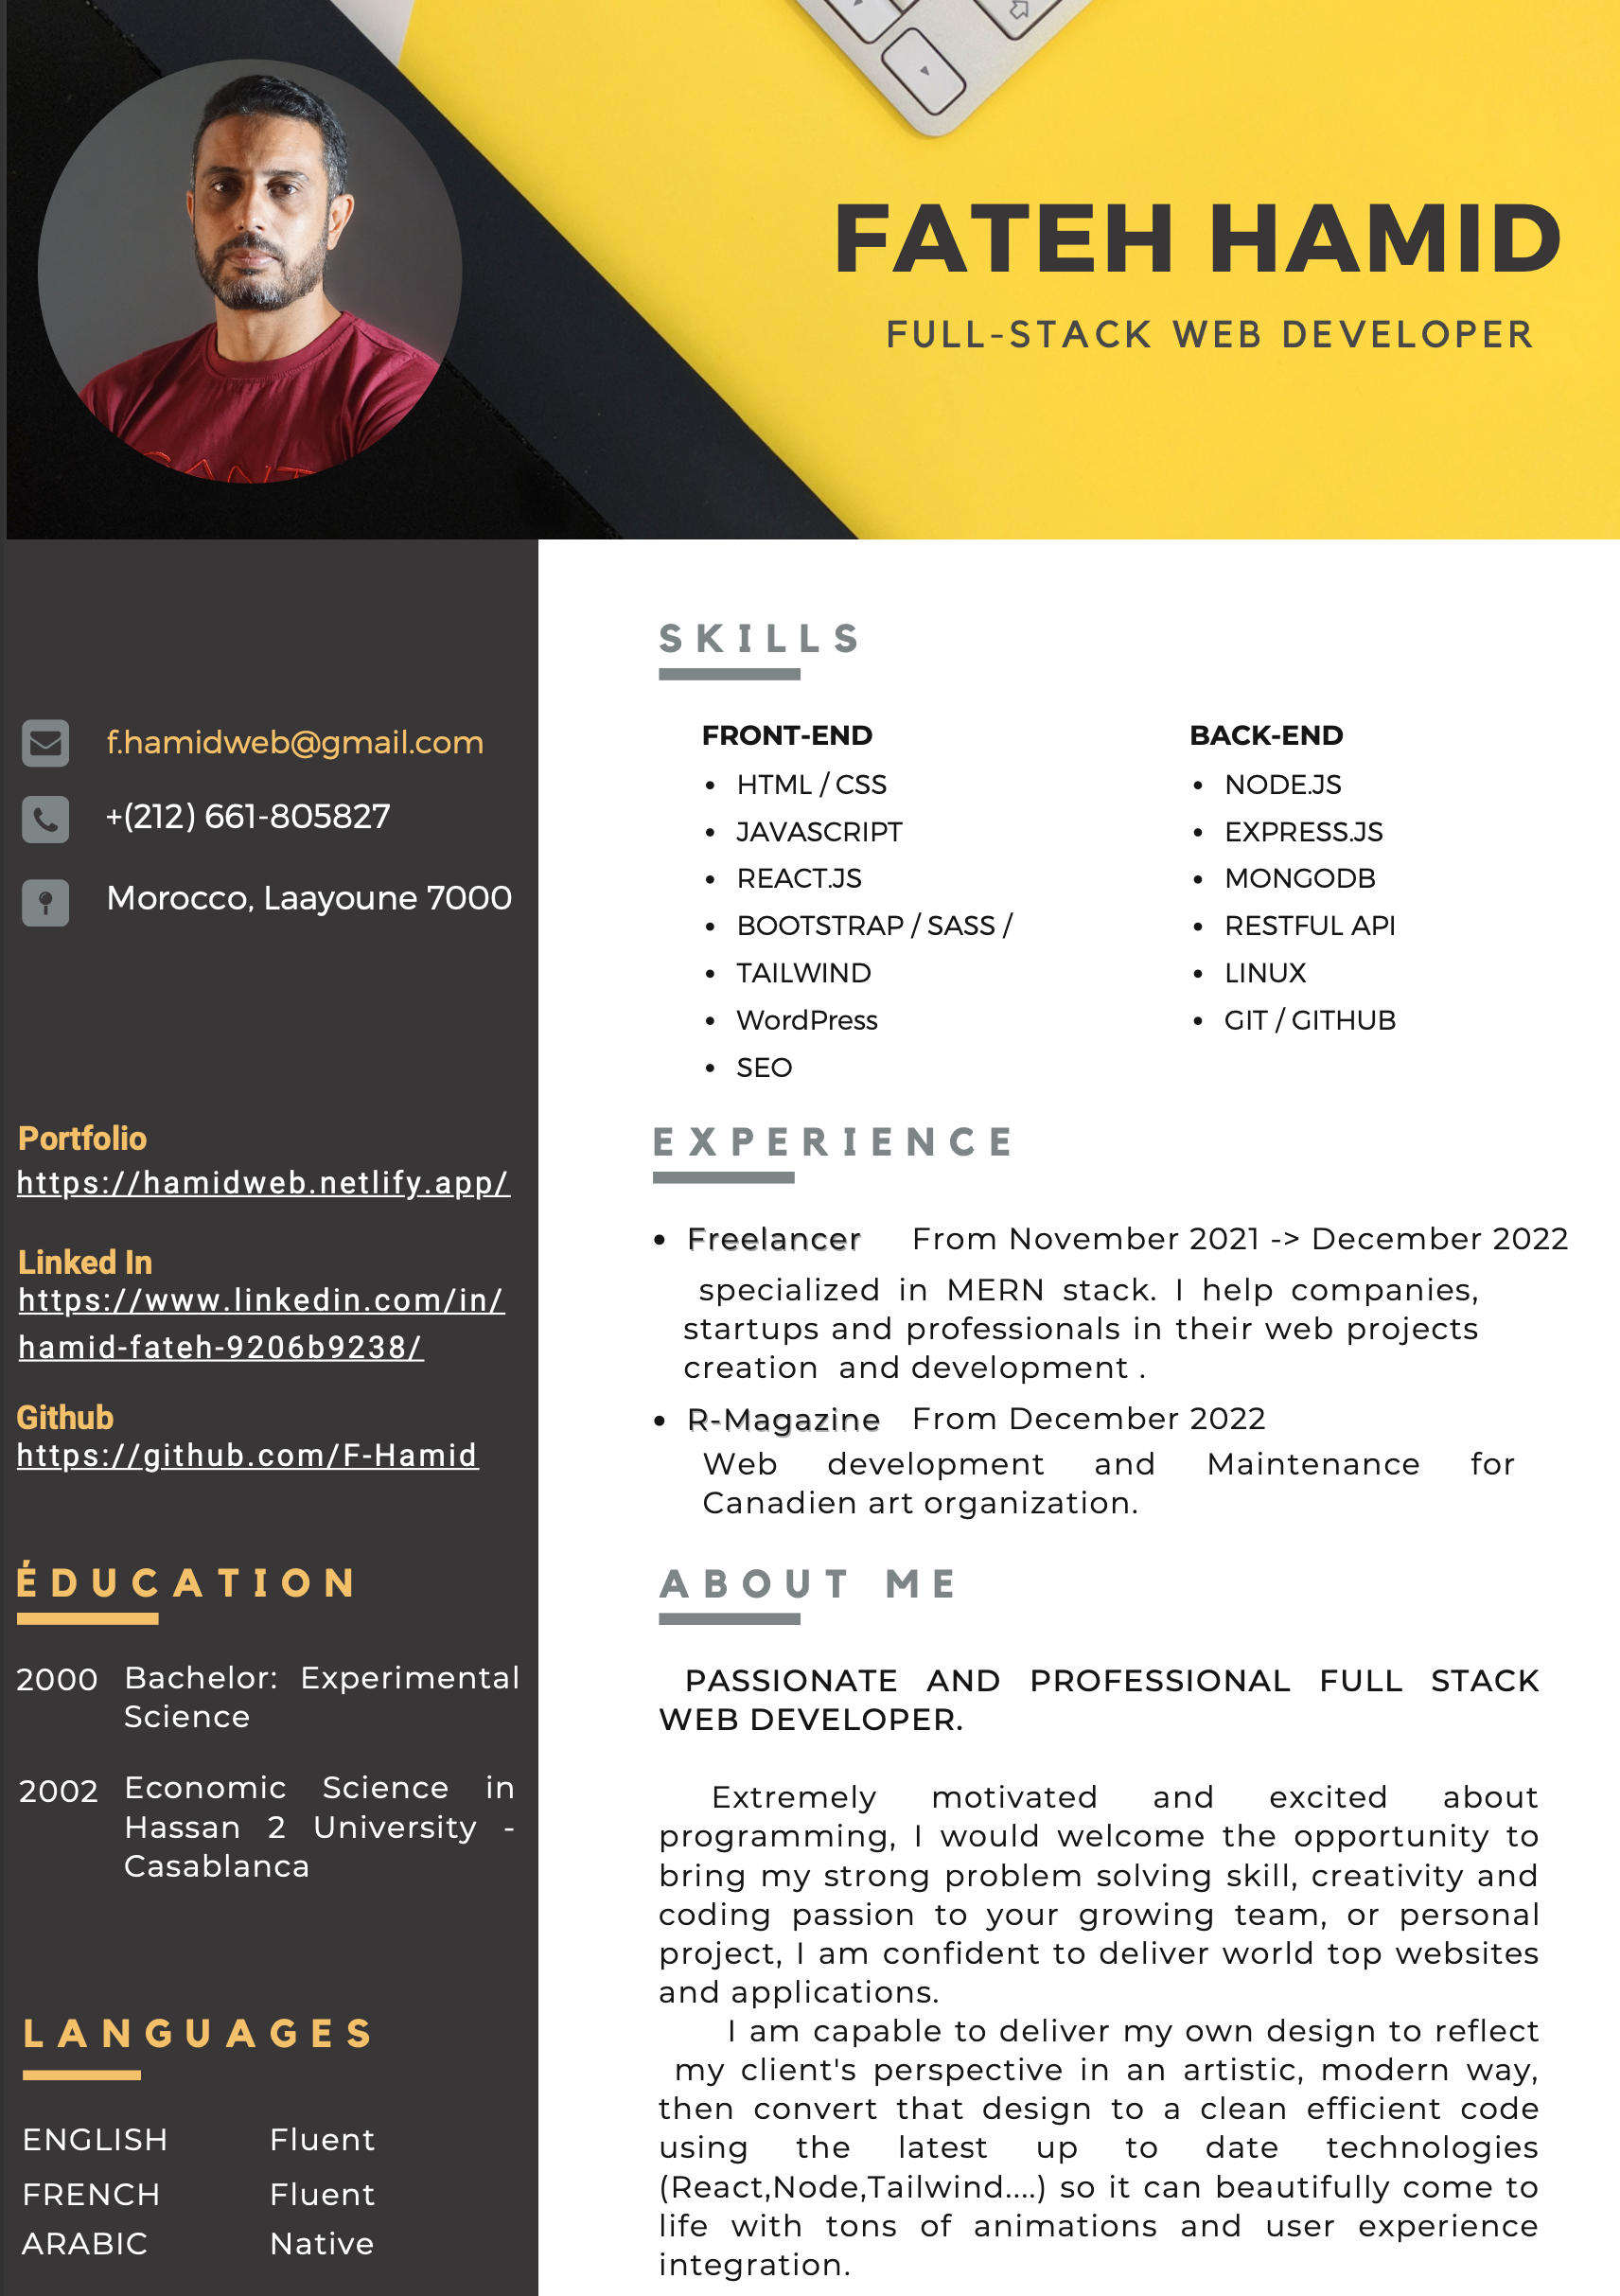 FATEH HAMID
FULL-STACK WEB DEVELOPER
f.hamidweb@gmail.com
+(212) 661-805827
Morocco, Laayoune 7000
Portfolio
https://hamidweb.netlify.app/
Linked In
https://www.linkedin.com/in/
hamid-fateh-9206b9238/
Github
https://github.com/F-Hamid
ÉDUCATION
2000 Bachelor: Experimental
Science
2002 Economic Science in
Hassan 2 University -
Casablanca
LANGUAGES
ENGLISH Fluent
FRENCH Fluent
ARABIC Native
SKILLS
FRONT-END
• HTML / CSS
• JAVASCRIPT
• REACT.JS
• BOOTSTRAP / SASS /
• TAILWIND
• WordPress
• SEO
BACK-END
• NODE.JS
• EXPRESS.JS
• MONGODB
• RESTFUL API
• LINUX
• GIT / GITHUB
EXPERIENCE
• Freelancer From November 2021 -> December 2022
specialized in MERN stack. I help companies,
startups and professionals in their web projects
creation and development .
• R-Magazine From December 2022
Web development and Maintenance for
Canadien art organization.
ABOUT ME
PASSIONATE AND PROFESSIONAL FULL STACK
WEB DEVELOPER.
Extremely motivated and excited about
programming, I would welcome the opportunity to
bring my strong problem solving skill, creativity and
coding passion to your growing team, or personal
project, I am confident to deliver world top websites
and applications.
I am capable to deliver my own design to reflect
my client's perspective in an artistic, modern way,
then convert that design to a clean efficient code
using the latest up to date technologies
(React,Node,Tailwind....) so it can beautifully come to
life with tons of animations and user experience
integration.